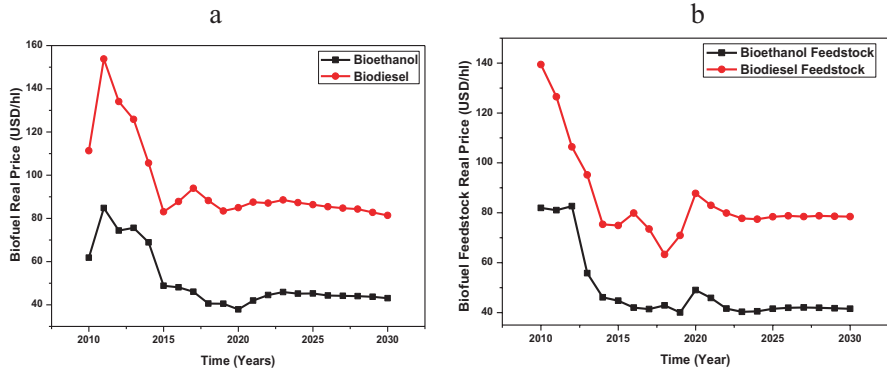 a
Biofuel Real Price (USD/hl)
160
140
120
100
80
60
40
2010
2015
2020
2025
2030
Time (Years)
Bioethanol
Biodiesel
b
Biofuel Feedstock Real Price (USD/hl)
140
120
100
80
60
40
2010
2015
2020
2025
2030
Time (Year)
Bioethanol Feedstock
Biodiesel Feedstock